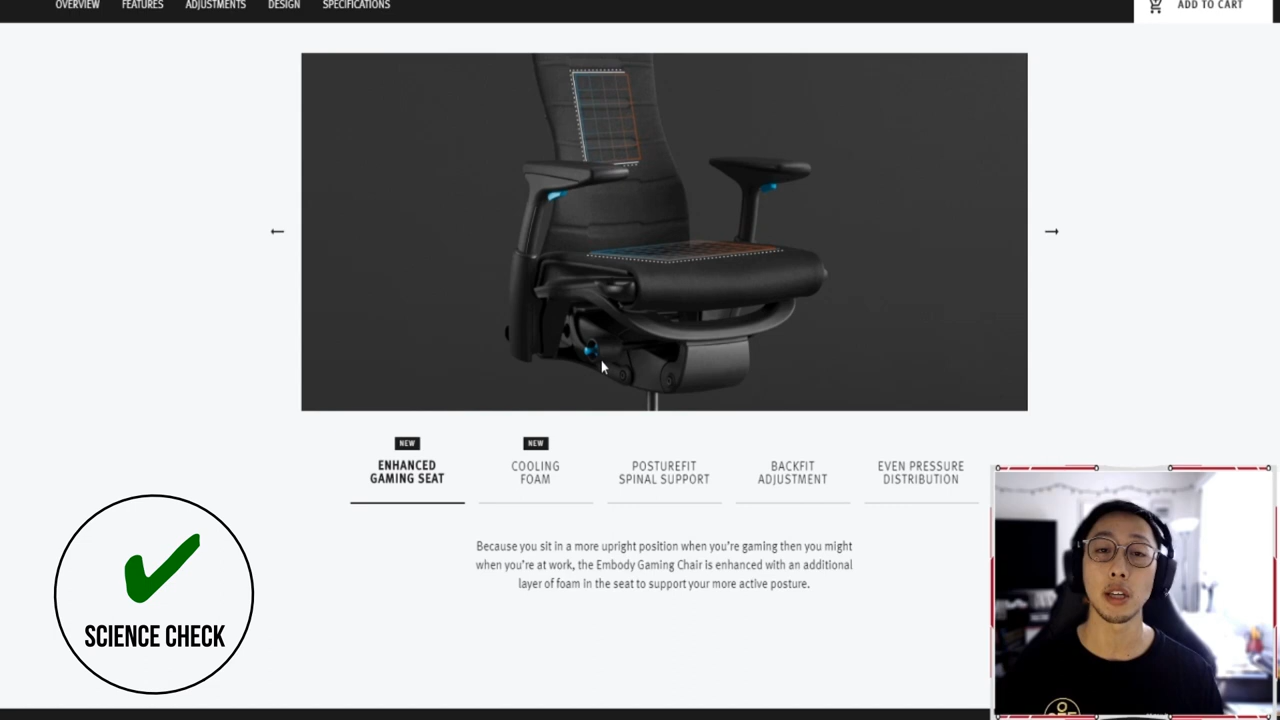 OVERVIEW
FEATURES
ADJUSTMENTS
DESIGN
SPECIFICATIONS
ADD TO CART
NEW
ENHANCED
GAMING SEAT
NEW
COOLING
FOAM
POSTUREFIT
SPINAL SUPPORT
BACKFIT
ADJUSTMENT
EVEN PRESSURE
DISTRIBUTION
Because you sit in a more upright position when you're gaming then you might
when you're at work, the Embody Gaming Chair is enhanced with an additional
layer of foam in the seat to support your more active posture.
SCIENCE CHECK